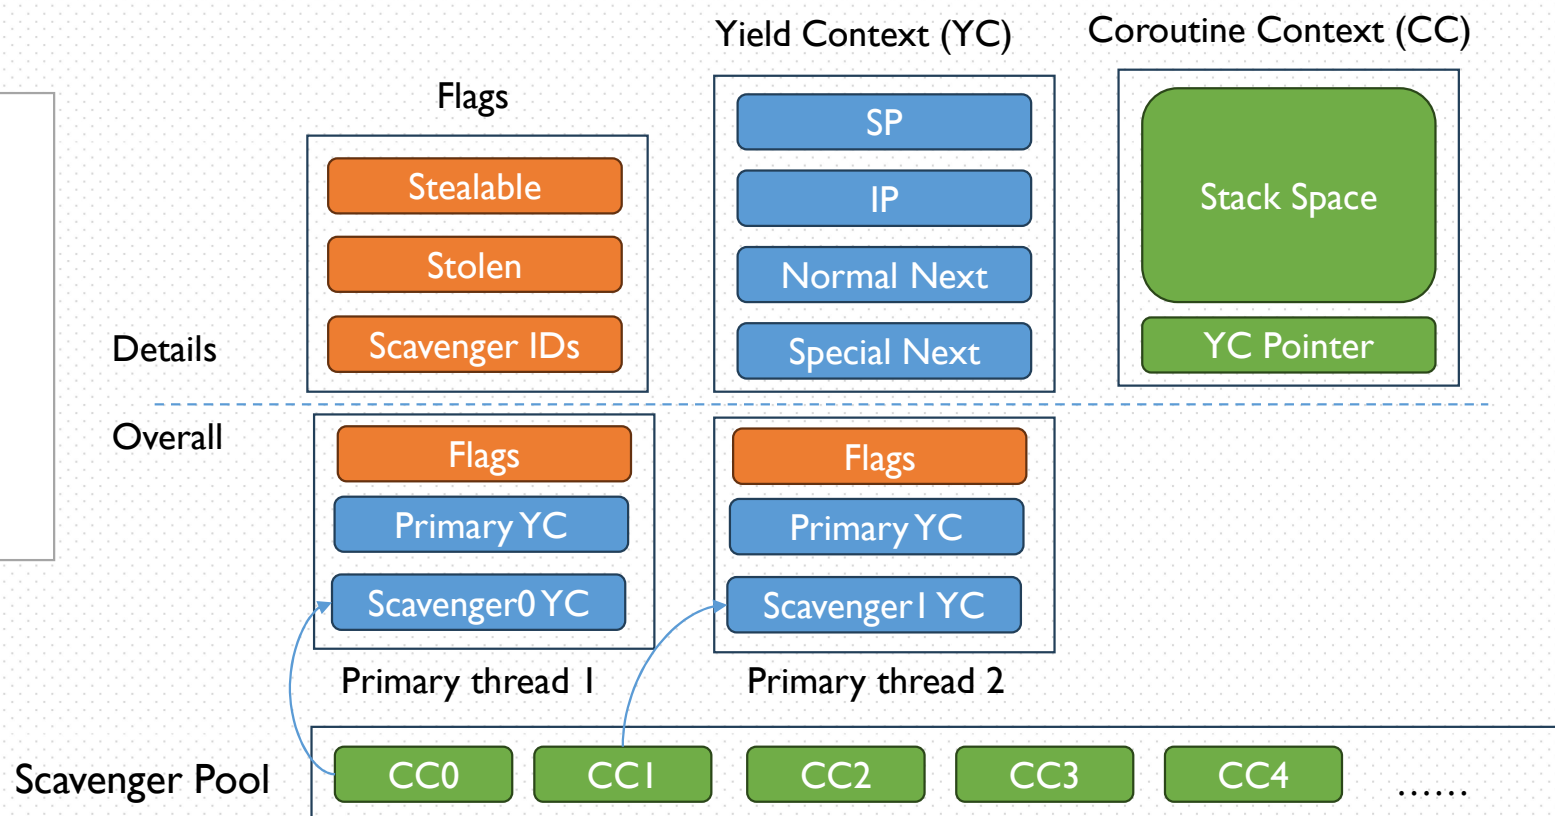 Yield Context (YC)
Coroutine Context (CC)
Flags
Stealable
Stolen
Scavenger IDs
SP
IP
Normal Next
Special Next
Stack Space
YC Pointer
Details
Overall
Flags
Primary YC
Scavenger0 YC
Primary thread 1
Flags
Primary YC
Scavenger1 YC
Primary thread 2
Scavenger Pool
CC0
CC1
CC2
CC3
CC4
......